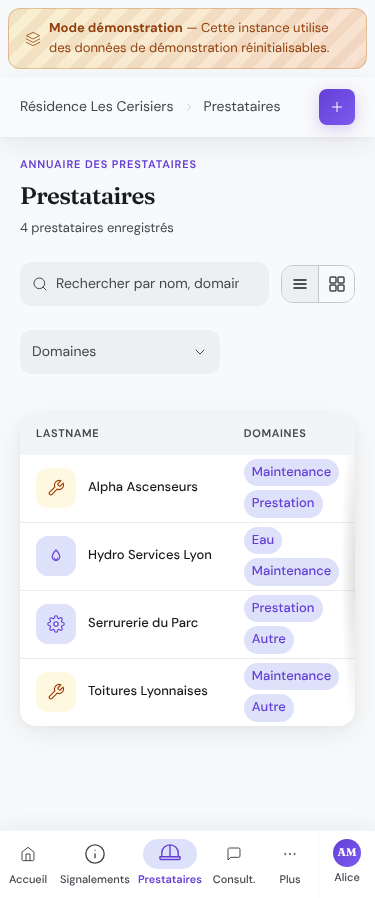 Mode démonstration — Cette instance utilise
des données de démonstration réinitialisables.
Résidence Les Cerisiers > Prestataires
+
ANNUAIRE DES PRESTATAIRES
Prestataires
4 prestataires enregistrés
Rechercher par nom, domair
Domaines
LASTNAME DOMAINES
Alpha Ascenseurs
Maintenance
Prestation
Hydro Services Lyon
Eau
Maintenance
Serrurerie du Parc
Prestation
Autre
Toitures Lyonnaises
Maintenance
Autre
Accueil Signalements Prestataires Consult. Plus
AM
Alice